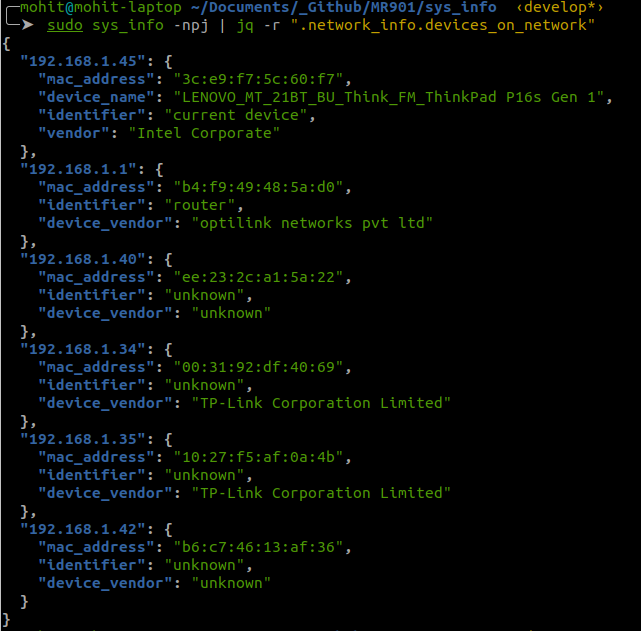 mohit@mohit-laptop ~/Documents/_Github/MR901/sys_info ‹develop*›
➤ sudo sys_info -npj | jq -r ".network_info.devices_on_network"
{
  "192.168.1.45": {
    "mac_address": "3c:e9:f7:5c:60:f7",
    "device_name": "LENOVO_MT_21BT_BU_Think_FM_ThinkPad P16s Gen 1",
    "identifier": "current device",
    "vendor": "Intel Corporate"
  },
  "192.168.1.1": {
    "mac_address": "b4:f9:49:48:5a:d0",
    "identifier": "router",
    "device_vendor": "optilink networks pvt ltd"
  },
  "192.168.1.40": {
    "mac_address": "ee:23:2c:a1:5a:22",
    "identifier": "unknown",
    "device_vendor": "unknown"
  },
  "192.168.1.34": {
    "mac_address": "00:31:92:df:40:69",
    "identifier": "unknown",
    "device_vendor": "TP-Link Corporation Limited"
  },
  "192.168.1.35": {
    "mac_address": "10:27:f5:af:0a:4b",
    "identifier": "unknown",
    "device_vendor": "TP-Link Corporation Limited"
  },
  "192.168.1.42": {
    "mac_address": "b6:c7:46:13:af:36",
    "identifier": "unknown",
    "device_vendor": "unknown"
  }
}